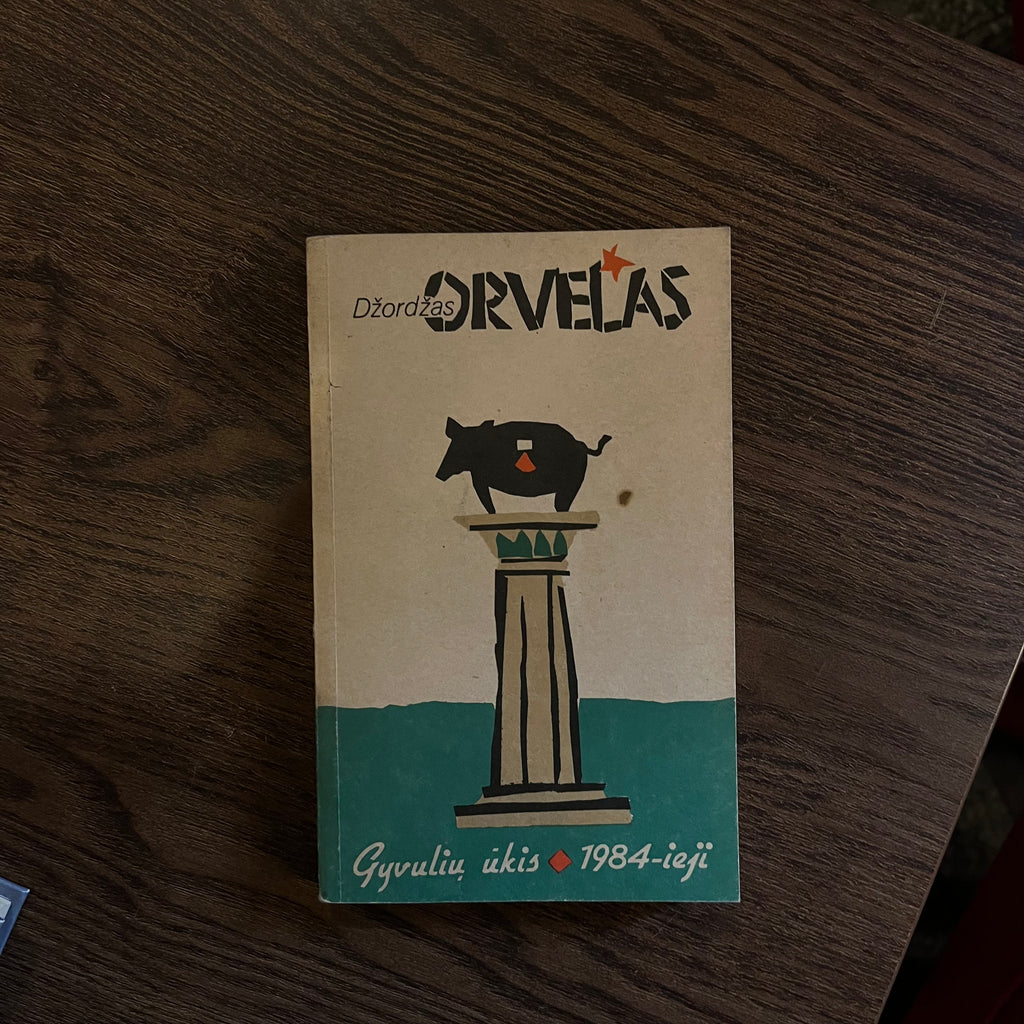 Džordžas ORVELAS
Gyvulių ūkis ◆ 1984-ieji